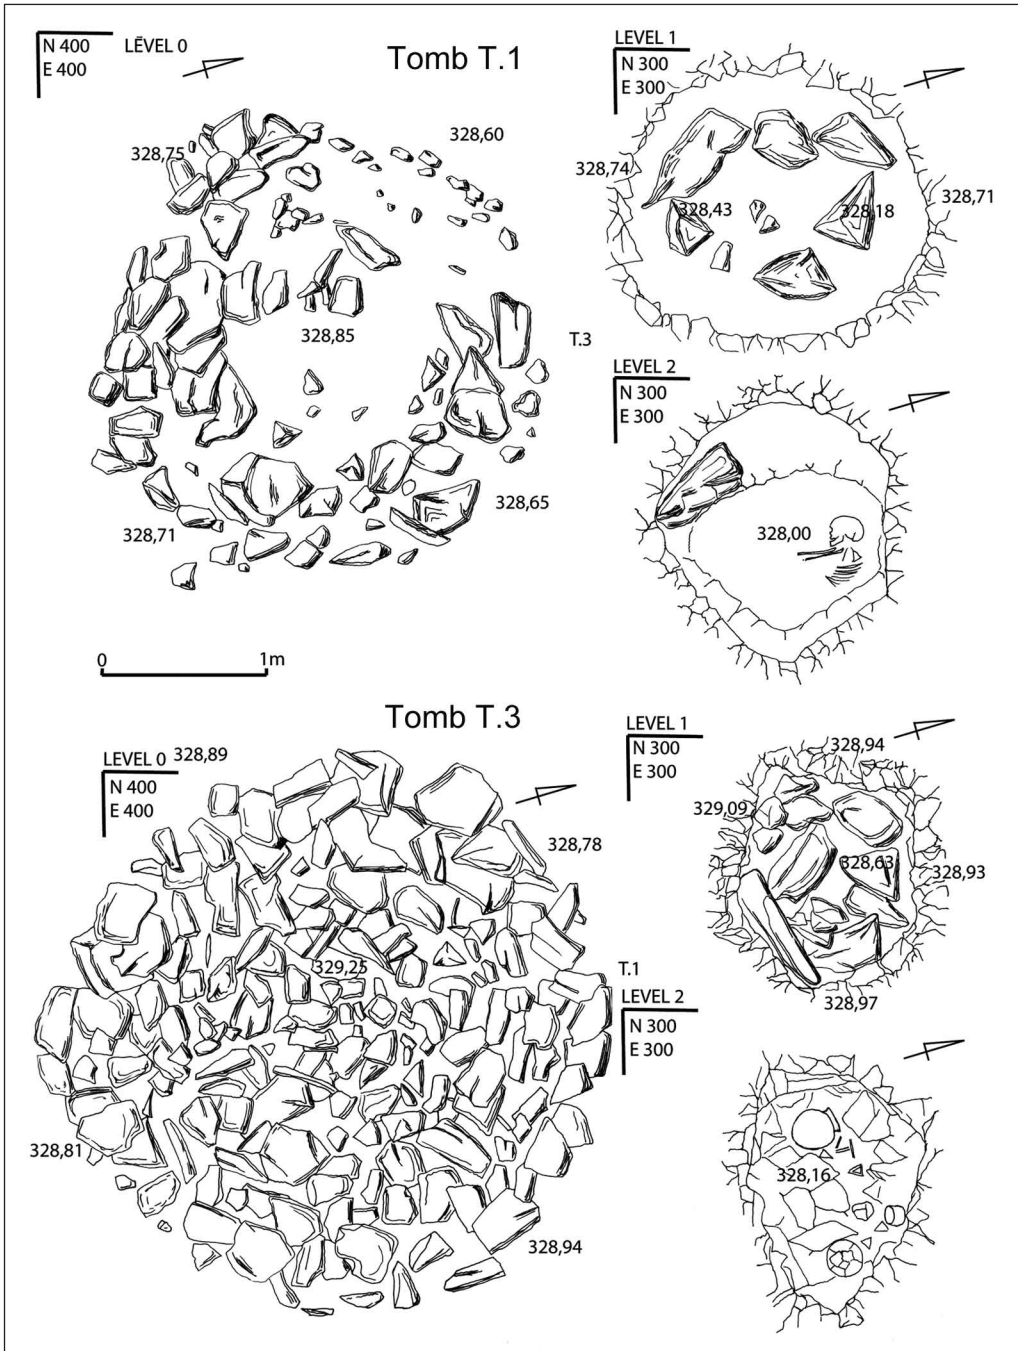 Tomb T.1
N 400
E 400
LĒVEL 0
328,75
328,60
328,85
T.3
328,65
328,71
LEVEL 1
N 300
E 300
328,74
328,71
328,43
328,18
LEVEL 2
N 300
E 300
328,00
0 1m
Tomb T.3
LEVEL 0
328,89
N 400
E 400
328,78
329,25
T.1
328,81
328,94
LEVEL 1
N 300
E 300
328,94
329,09
328,63
328,93
328,97
LEVEL 2
N 300
E 300
328,16